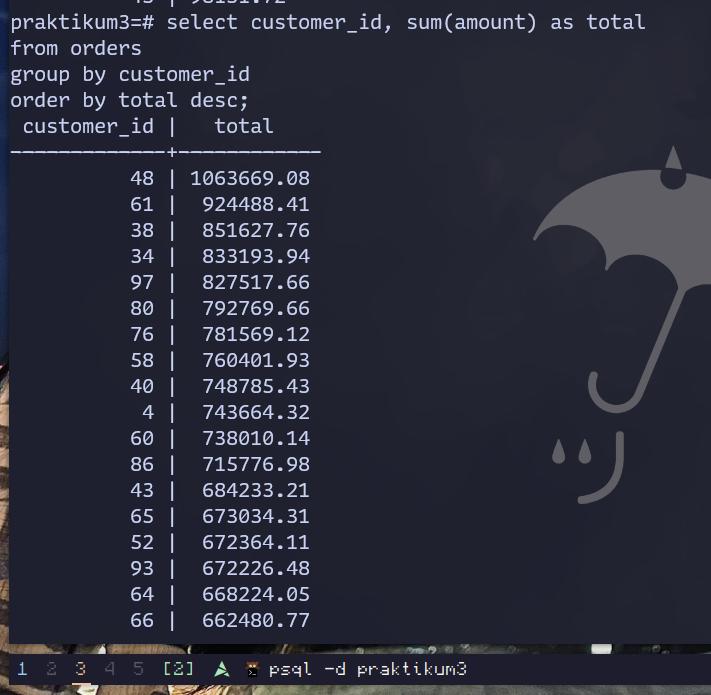 praktikum3=# select customer_id, sum(amount) as total
from orders
group by customer_id
order by total desc;
customer_id | total
-------------+------------
48 | 1063669.08
61 | 924488.41
38 | 851627.76
34 | 833193.94
97 | 827517.66
80 | 792769.66
76 | 781569.12
58 | 760401.93
40 | 748785.43
4 | 743664.32
60 | 738010.14
86 | 715776.98
43 | 684233.21
65 | 673034.31
52 | 672364.11
93 | 672226.48
64 | 668224.05
66 | 662480.77
1 2 3 4 5 [2] psql -d praktikum3